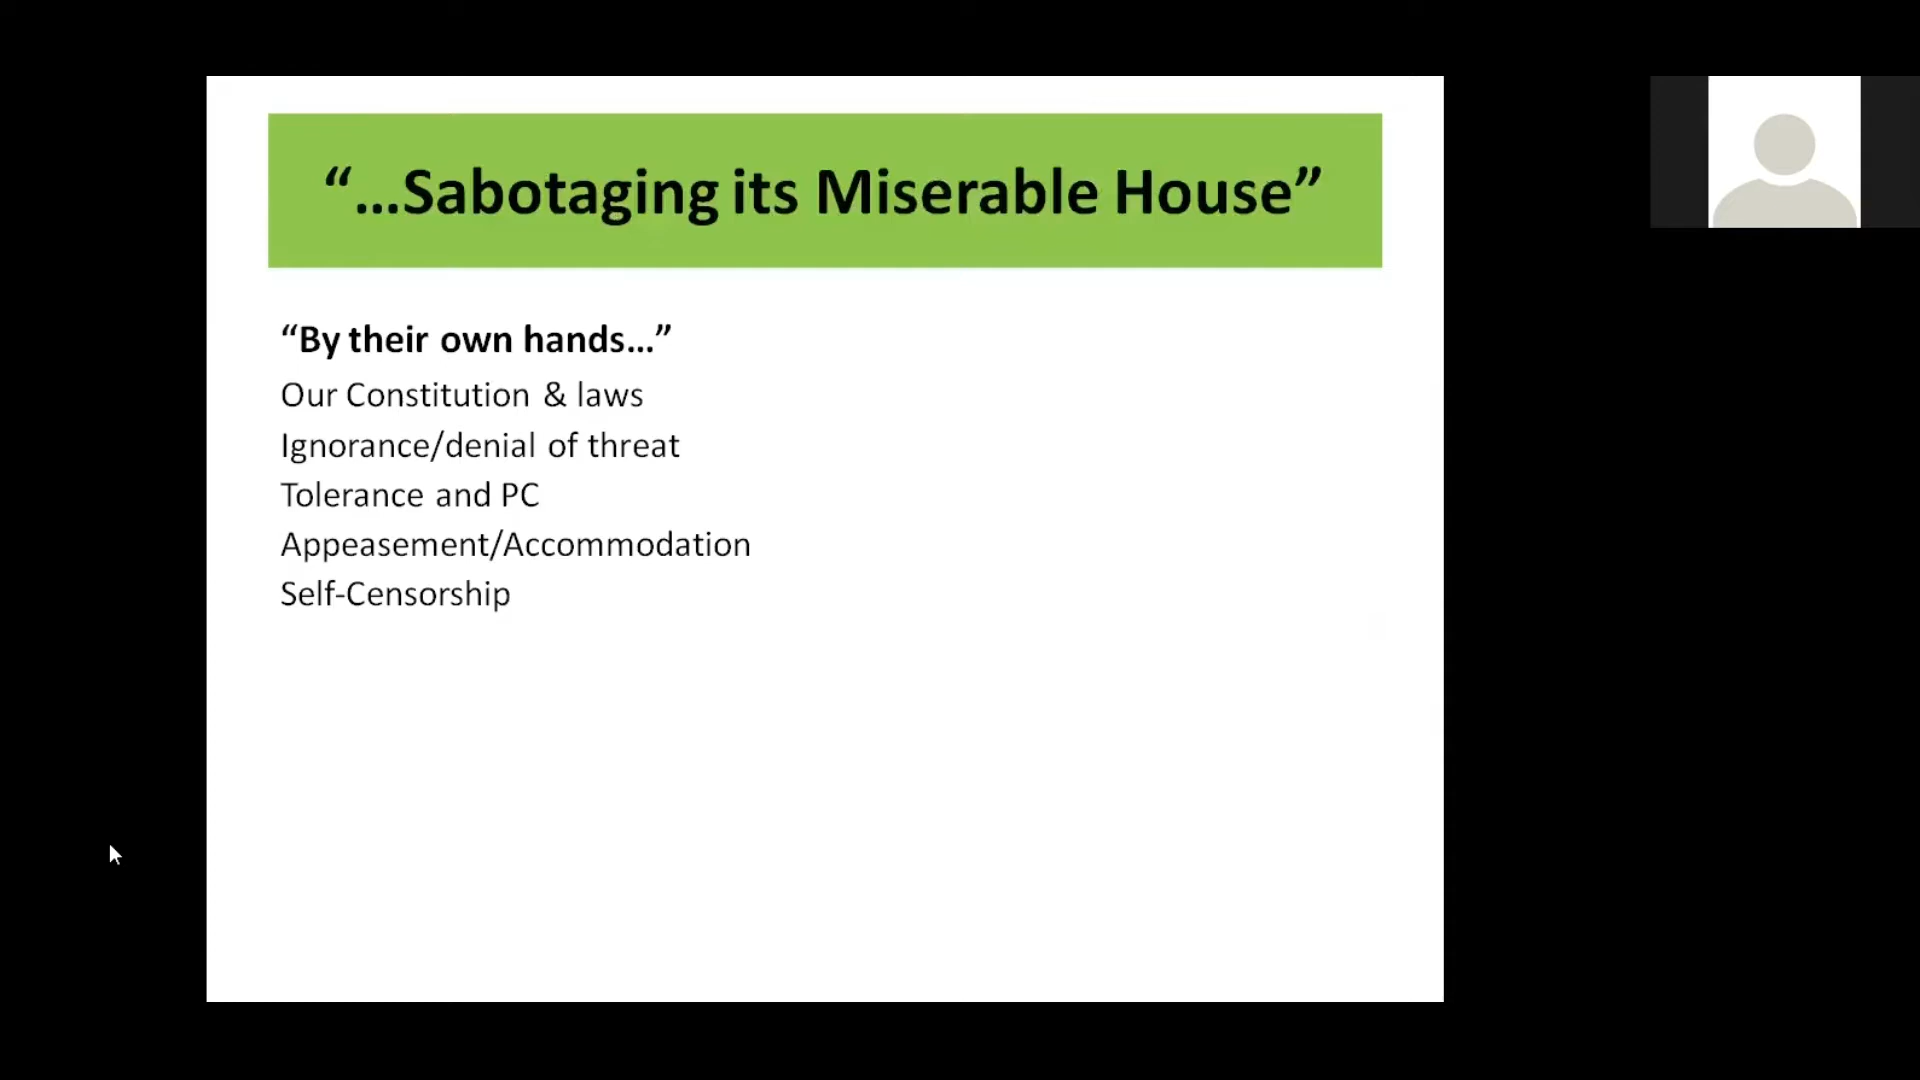 “...Sabotaging its Miserable House”
“By their own hands...”
Our Constitution & laws
Ignorance/denial of threat
Tolerance and PC
Appeasement/Accommodation
Self-Censorship